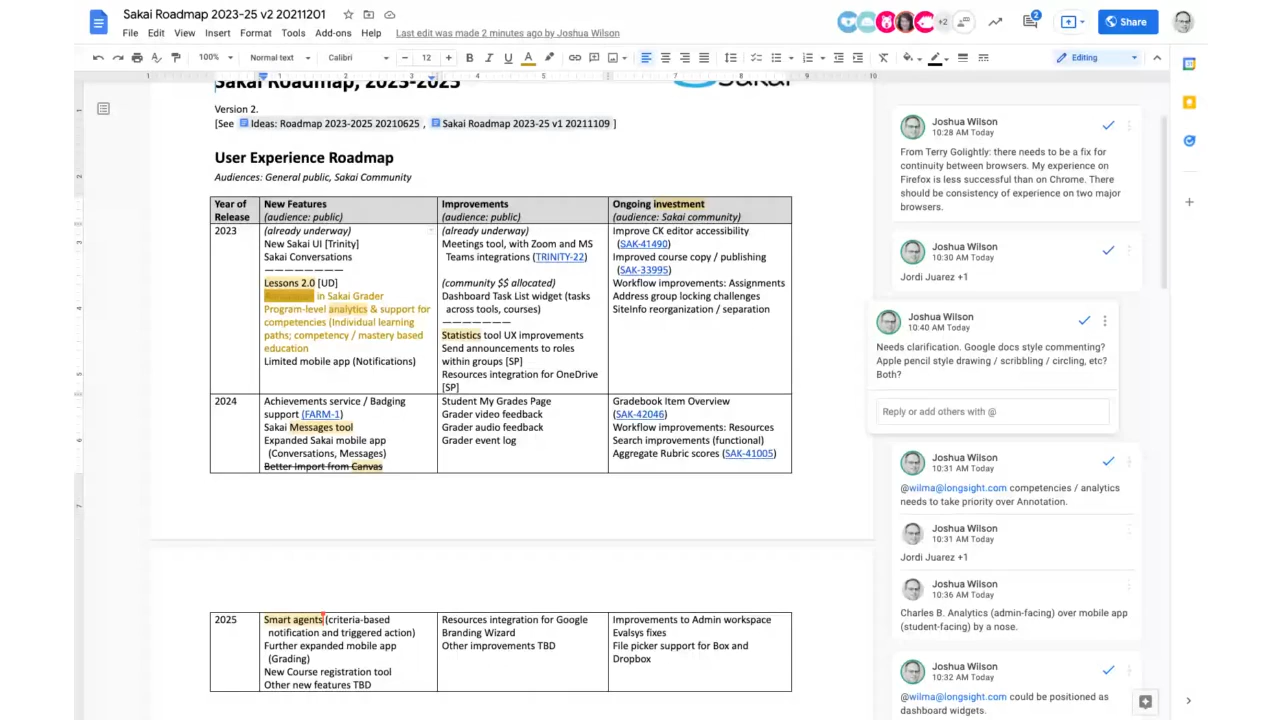 Sakai Roadmap 2023-25 v2 20211201
File Edit View Insert Format Tools Add-ons Help Last edit was made 2 minutes ago by Joshua Wilson
+2
2
Share
100% Normal text Calibri 12 B I U A Editing
1 1 2 3 4 5 6 7 8 9 10
Sakai Roadmap, 2023-2025
sakai
Version 2.
[See Ideas: Roadmap 2023-2025 20210625 , Sakai Roadmap 2023-25 v1 20211109 ]
User Experience Roadmap
Audiences: General public, Sakai Community
Year of Release
New Features
(audience: public)
Improvements
(audience: public)
Ongoing investment
(audience: Sakai community)
2023
(already underway)
New Sakai UI [Trinity]
Sakai Conversations
————————
Lessons 2.0 [UD]
in Sakai Grader
Program-level analytics & support for
competencies (Individual learning
paths; competency / mastery based
education
Limited mobile app (Notifications)
(already underway)
Meetings tool, with Zoom and MS
Teams integrations (TRINITY-22)
(community $$ allocated)
Dashboard Task List widget (tasks
across tools, courses)
———————
Statistics tool UX improvements
Send announcements to roles
within groups [SP]
Resources integration for OneDrive
[SP]
Improve CK editor accessibility
(SAK-41490)
Improved course copy / publishing
(SAK-33995)
Workflow improvements: Assignments
Address group locking challenges
SiteInfo reorganization / separation
2024
Achievements service / Badging
support (FARM-1)
Sakai Messages tool
Expanded Sakai mobile app
(Conversations, Messages)
Better Import from Canvas
Student My Grades Page
Grader video feedback
Grader audio feedback
Grader event log
Gradebook Item Overview
(SAK-42046)
Workflow improvements: Resources
Search improvements (functional)
Aggregate Rubric scores (SAK-41005)
2025
Smart agents (criteria-based
notification and triggered action)
Further expanded mobile app
(Grading)
New Course registration tool
Other new features TBD
Resources integration for Google
Branding Wizard
Other improvements TBD
Improvements to Admin workspace
Evalsys fixes
File picker support for Box and
Dropbox
Joshua Wilson
10:28 AM Today
From Terry Golightly: there needs to be a fix for
continuity between browsers. My experience on
Firefox is less successful than on Chrome. There
should be consistency of experience on two major
browsers.
Joshua Wilson
10:30 AM Today
Jordi Juarez +1
Joshua Wilson
10:40 AM Today
Needs clarification. Google docs style commenting?
Apple pencil style drawing / scribbling / circling, etc?
Both?
Reply or add others with @
Joshua Wilson
10:31 AM Today
@wilma@longsight.com competencies / analytics
needs to take priority over Annotation.
Joshua Wilson
10:31 AM Today
Jordi Juarez +1
Joshua Wilson
10:36 AM Today
Charles B. Analytics (admin-facing) over mobile app
(student-facing) by a nose.
Joshua Wilson
10:32 AM Today
@wilma@longsight.com could be positioned as
dashboard widgets.